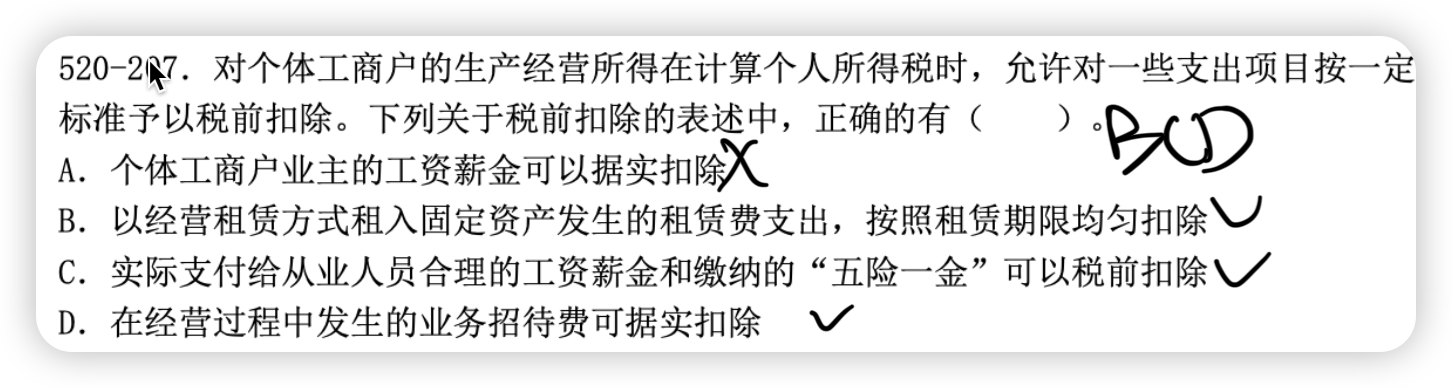 520-207. 对个体工商户的生产经营所得在计算个人所得税时，允许对一些支出项目按一定
标准予以税前扣除。下列关于税前扣除的表述中，正确的有（　　）。BCD
A. 个体工商户业主的工资薪金可以据实扣除X
B. 以经营租赁方式租入固定资产发生的租赁费支出，按照租赁期限均匀扣除✓
C. 实际支付给从业人员合理的工资薪金和缴纳的“五险一金”可以税前扣除✓
D. 在经营过程中发生的业务招待费可据实扣除 ✓